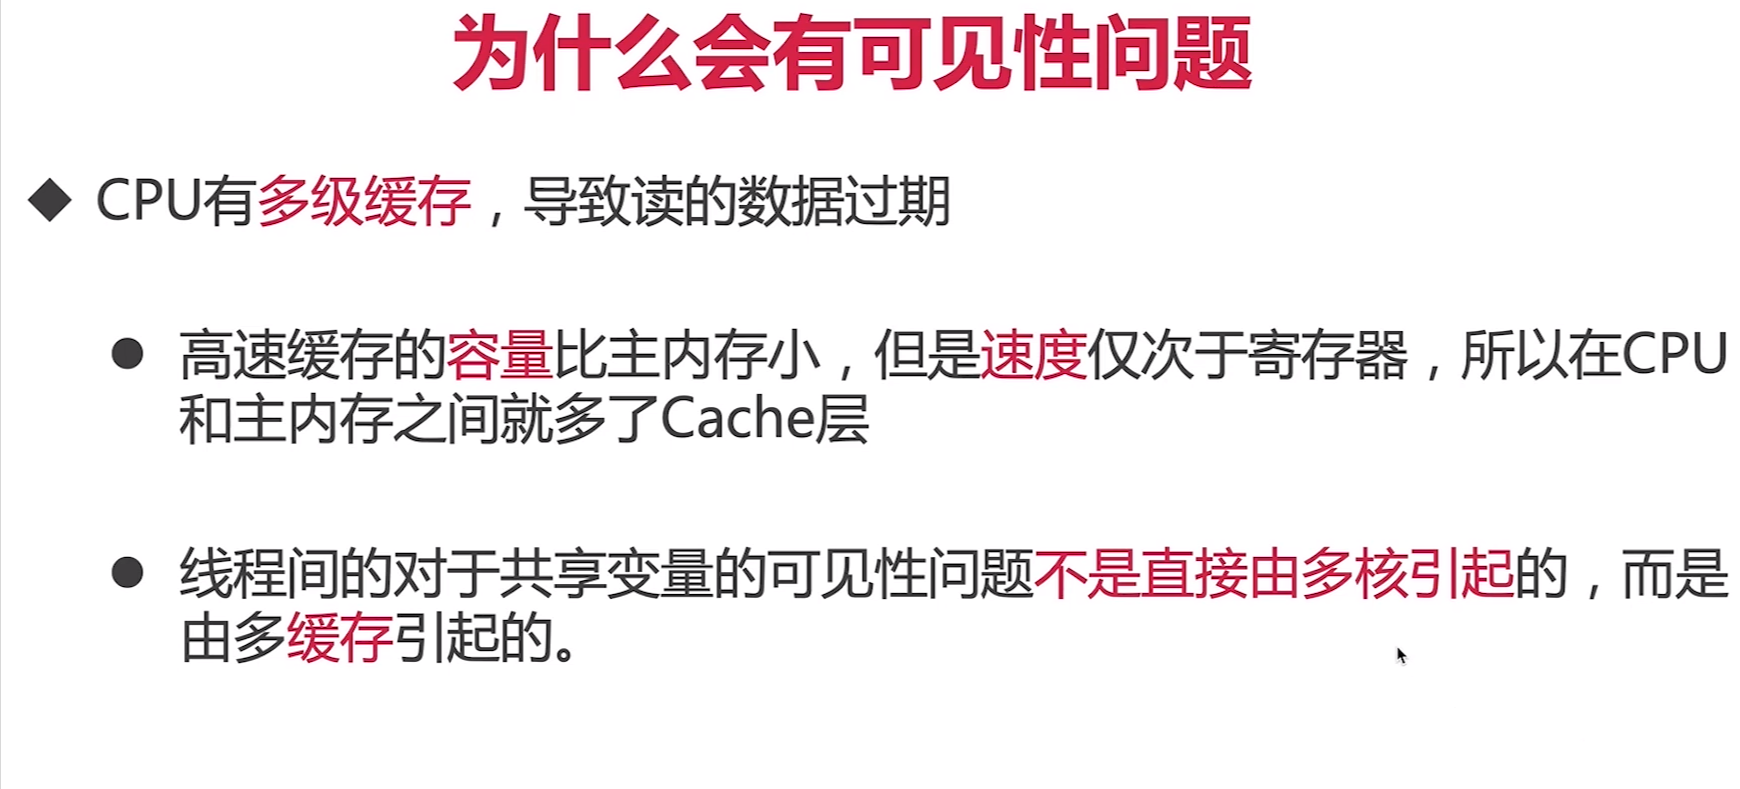 为什么会有可见性问题
◆ CPU有多级缓存，导致读的数据过期
● 高速缓存的容量比主内存小，但是速度仅次于寄存器，所以在CPU
和主内存之间就多了Cache层
● 线程间的对于共享变量的可见性问题不是直接由多核引起的，而是
由多缓存引起的。